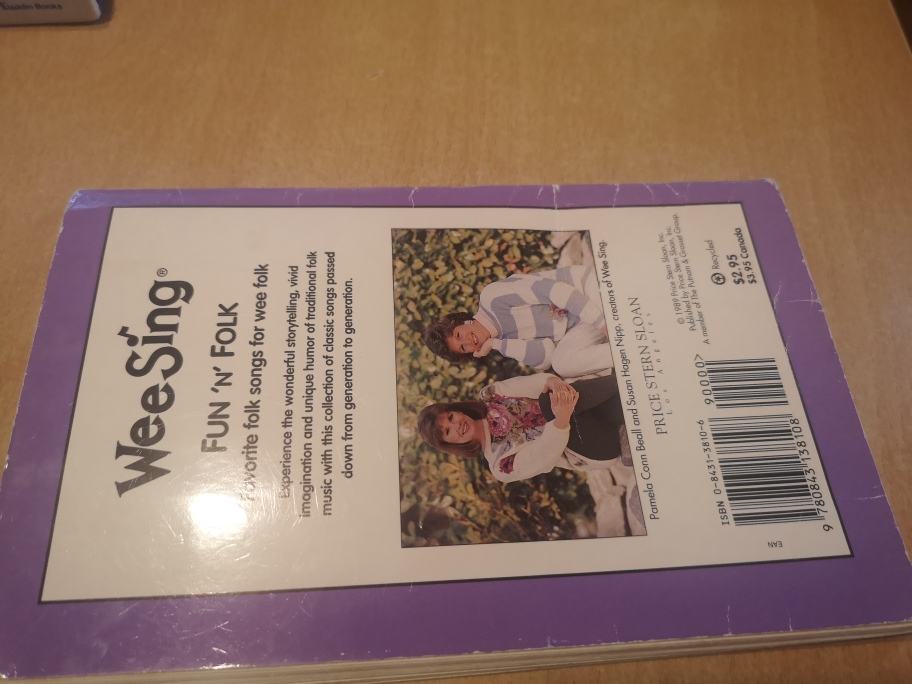 Aladdin Books
WeeSing®
FUN 'N' FOLK
Favorite folk songs for wee folk
Experience the wonderful storytelling, vivid
imagination and unique humor of traditional folk
music with this collection of classic songs passed
down from generation to generation.
Pamela Conn Beall and Susan Hagen Nipp, creators of Wee Sing.
PRICE STERN SLOAN
Los Angeles
© 1989 Price Stern Sloan, Inc.
Published by Price Stern Sloan, Inc.
A member of The Putnam & Grosset Group.
Recycled
$2.95
$3.95 Canada
ISBN 0-8431-3810-6
90000>
9 780843 138108
EAN